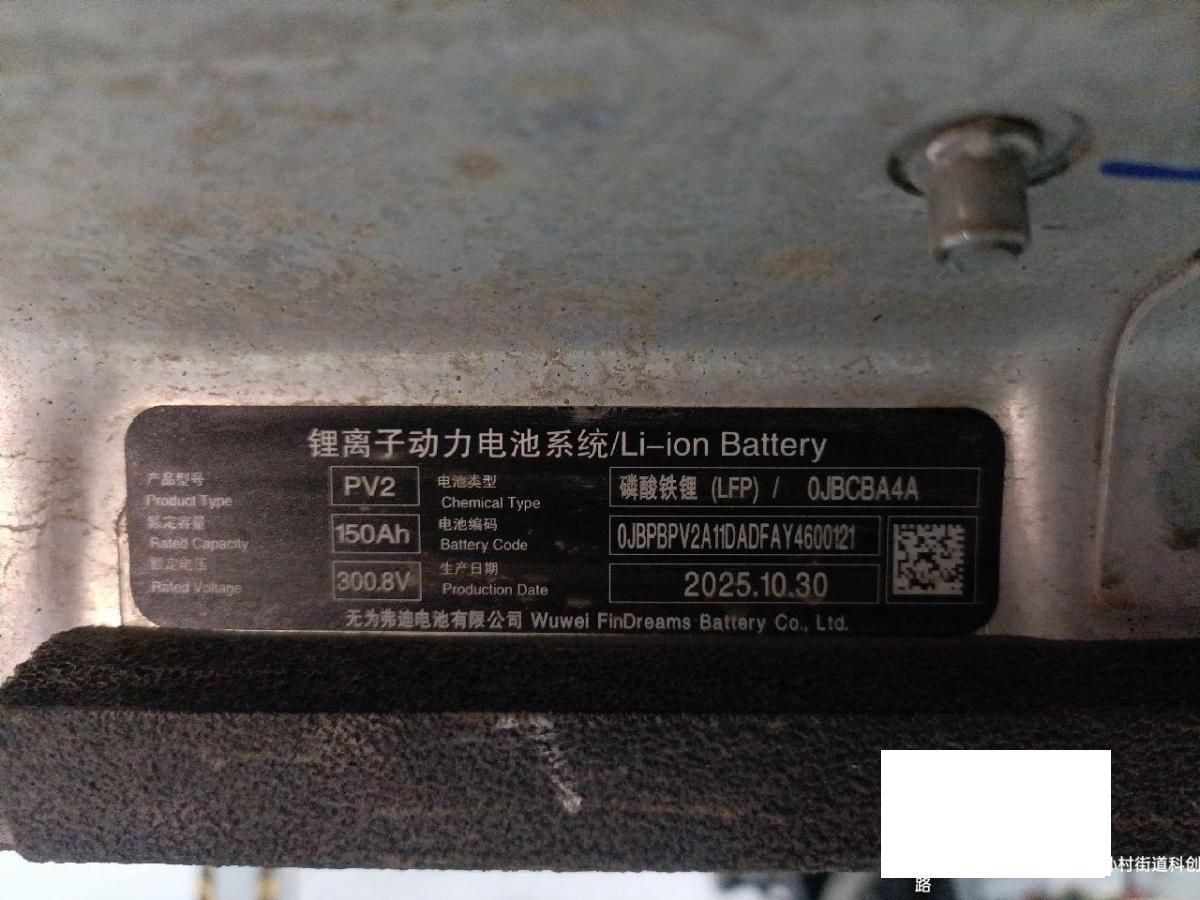 锂离子动力电池系统/Li-ion Battery
产品型号 PV2 电池类型 磷酸铁锂 (LFP) / 0JBCBA4A
Product Type Chemical Type
额定容量 150Ah 电池编码 0JBPBPV2A11DADFAY4600121
Rated Capacity Battery Code
额定电压 300.8V 生产日期 2025.10.30
Rated Voltage Production Date
无为弗迪电池有限公司 Wuwei FinDreams Battery Co., Ltd.
村街道科创
路